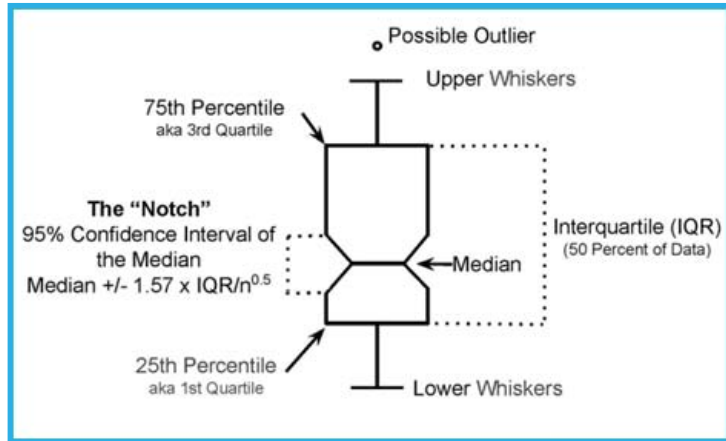 Possible Outlier
Upper Whiskers
75th Percentile
aka 3rd Quartile
The “Notch”
95% Confidence Interval of
the Median
Median +/- 1.57 x IQR/n^0.5
Interquartile (IQR)
(50 Percent of Data)
Median
25th Percentile
aka 1st Quartile
Lower Whiskers